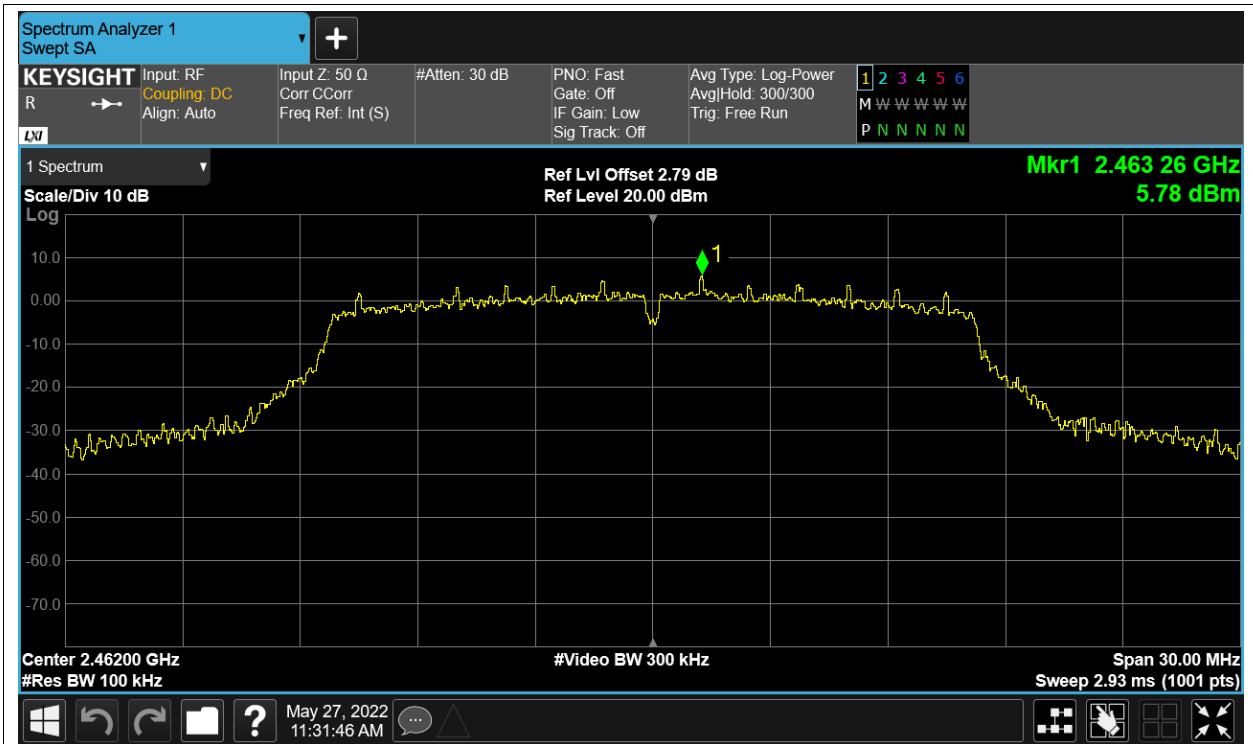 Spectrum Analyzer 1
Swept SA
KEYSIGHT
R
LXI
Input: RF
Coupling: DC
Align: Auto
Input Z: 50 Ω
Corr CCorr
Freq Ref: Int (S)
#Atten: 30 dB
PNO: Fast
Gate: Off
IF Gain: Low
Sig Track: Off
Avg Type: Log-Power
Avg|Hold: 300/300
Trig: Free Run
1 2 3 4 5 6
M W W W W W
P N N N N N
1 Spectrum
Scale/Div 10 dB
Log
Ref Lvl Offset 2.79 dB
Ref Level 20.00 dBm
Mkr1 2.463 26 GHz
5.78 dBm
1
10.0
0.00
-10.0
-20.0
-30.0
-40.0
-50.0
-60.0
-70.0
Center 2.46200 GHz
#Res BW 100 kHz
#Video BW 300 kHz
Span 30.00 MHz
Sweep 2.93 ms (1001 pts)
?
May 27, 2022
11:31:46 AM